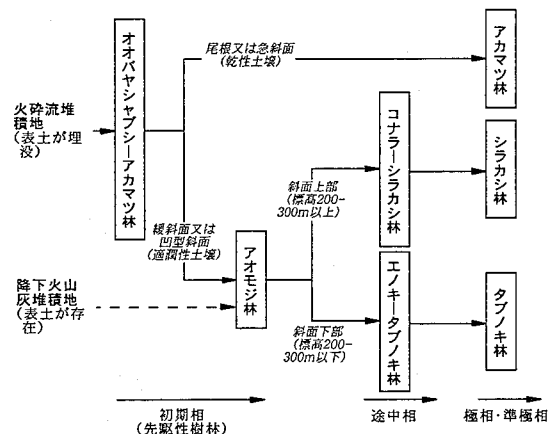 火砕流堆
積地
(表土が埋
没)
オオバヤシャブシーアカマツ林
尾根又は急斜面
(乾性土壌)
アカマツ林
緩斜面又は
凹型斜面
(適潤性土壌)
降下火山
灰堆積地
(表土が存
在)
アオモジ林
斜面上部
(標高200-
300m以上)
コナラーシラカシ林
シラカシ林
斜面下部
(標高200-
300m以下)
エノキータブノキ林
タブノキ林
初期相
(先駆性樹林)
途中相
極相・準極相